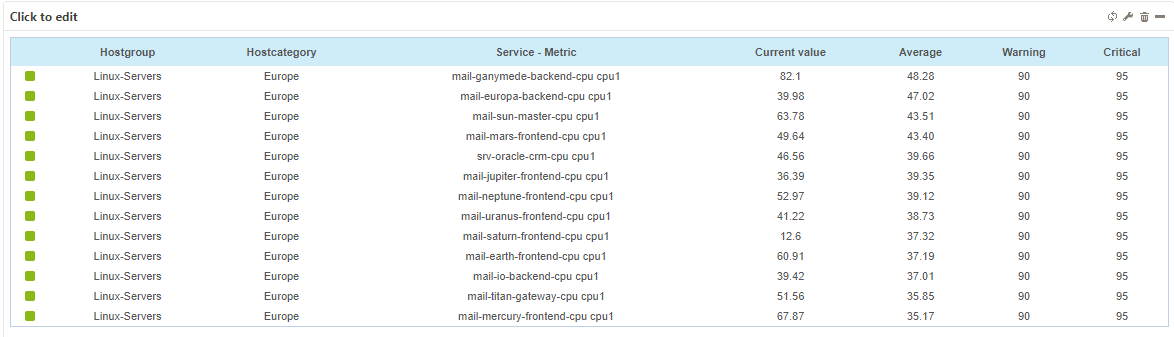 Click to edit
Hostgroup Hostcategory Service - Metric Current value Average Warning Critical
Linux-Servers Europe mail-ganymede-backend-cpu cpu1 82.1 48.28 90 95
Linux-Servers Europe mail-europa-backend-cpu cpu1 39.98 47.02 90 95
Linux-Servers Europe mail-sun-master-cpu cpu1 63.78 43.51 90 95
Linux-Servers Europe mail-mars-frontend-cpu cpu1 49.64 43.40 90 95
Linux-Servers Europe srv-oracle-crm-cpu cpu1 46.56 39.66 90 95
Linux-Servers Europe mail-jupiter-frontend-cpu cpu1 36.39 39.35 90 95
Linux-Servers Europe mail-neptune-frontend-cpu cpu1 52.97 39.12 90 95
Linux-Servers Europe mail-uranus-frontend-cpu cpu1 41.22 38.73 90 95
Linux-Servers Europe mail-saturn-frontend-cpu cpu1 12.6 37.32 90 95
Linux-Servers Europe mail-earth-frontend-cpu cpu1 60.91 37.19 90 95
Linux-Servers Europe mail-io-backend-cpu cpu1 39.42 37.01 90 95
Linux-Servers Europe mail-titan-gateway-cpu cpu1 51.56 35.85 90 95
Linux-Servers Europe mail-mercury-frontend-cpu cpu1 67.87 35.17 90 95